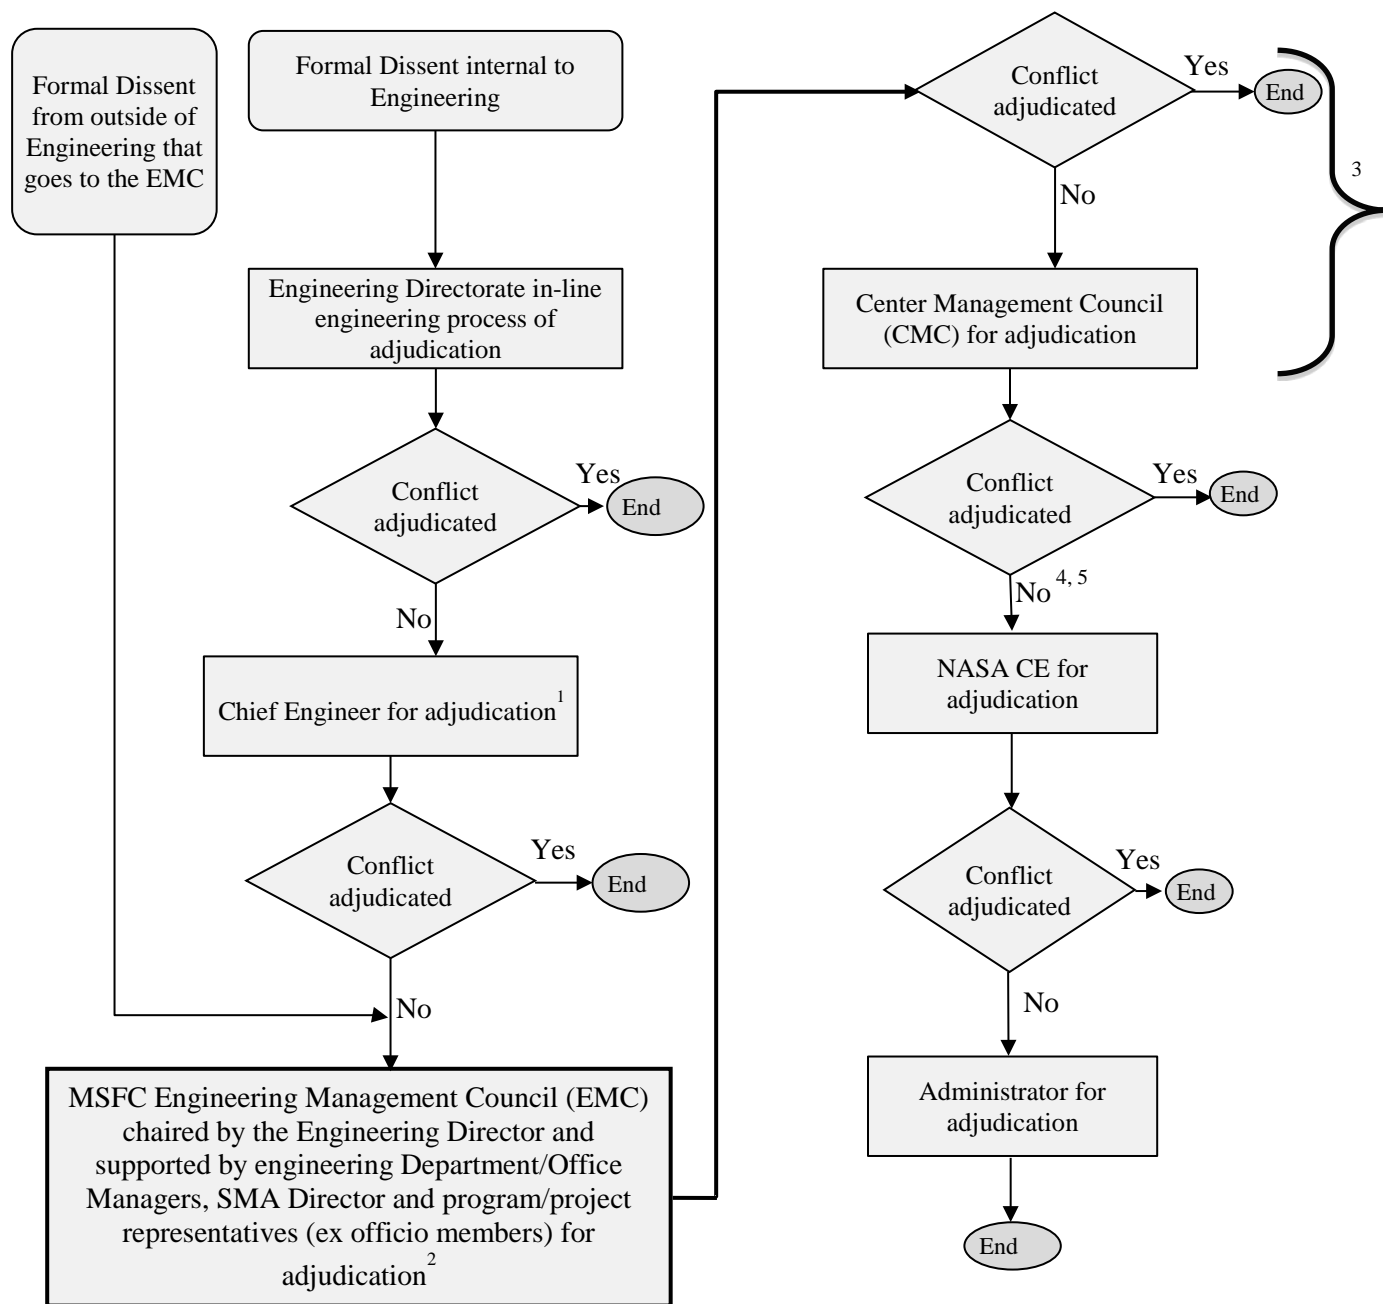 Formal Dissent
from outside of
Engineering that
goes to the EMC
Formal Dissent internal to
Engineering
Engineering Directorate in-line
engineering process of
adjudication
Conflict
adjudicated
Yes
End
No
Chief Engineer for adjudication1
Conflict
adjudicated
Yes
End
No
MSFC Engineering Management Council (EMC)
chaired by the Engineering Director and
supported by engineering Department/Office
Managers, SMA Director and program/project
representatives (ex officio members) for
adjudication2
Conflict
adjudicated
Yes
End
3
No
Center Management Council
(CMC) for adjudication
Conflict
adjudicated
Yes
End
No 4, 5
NASA CE for
adjudication
Conflict
adjudicated
Yes
End
No
Administrator for
adjudication
End